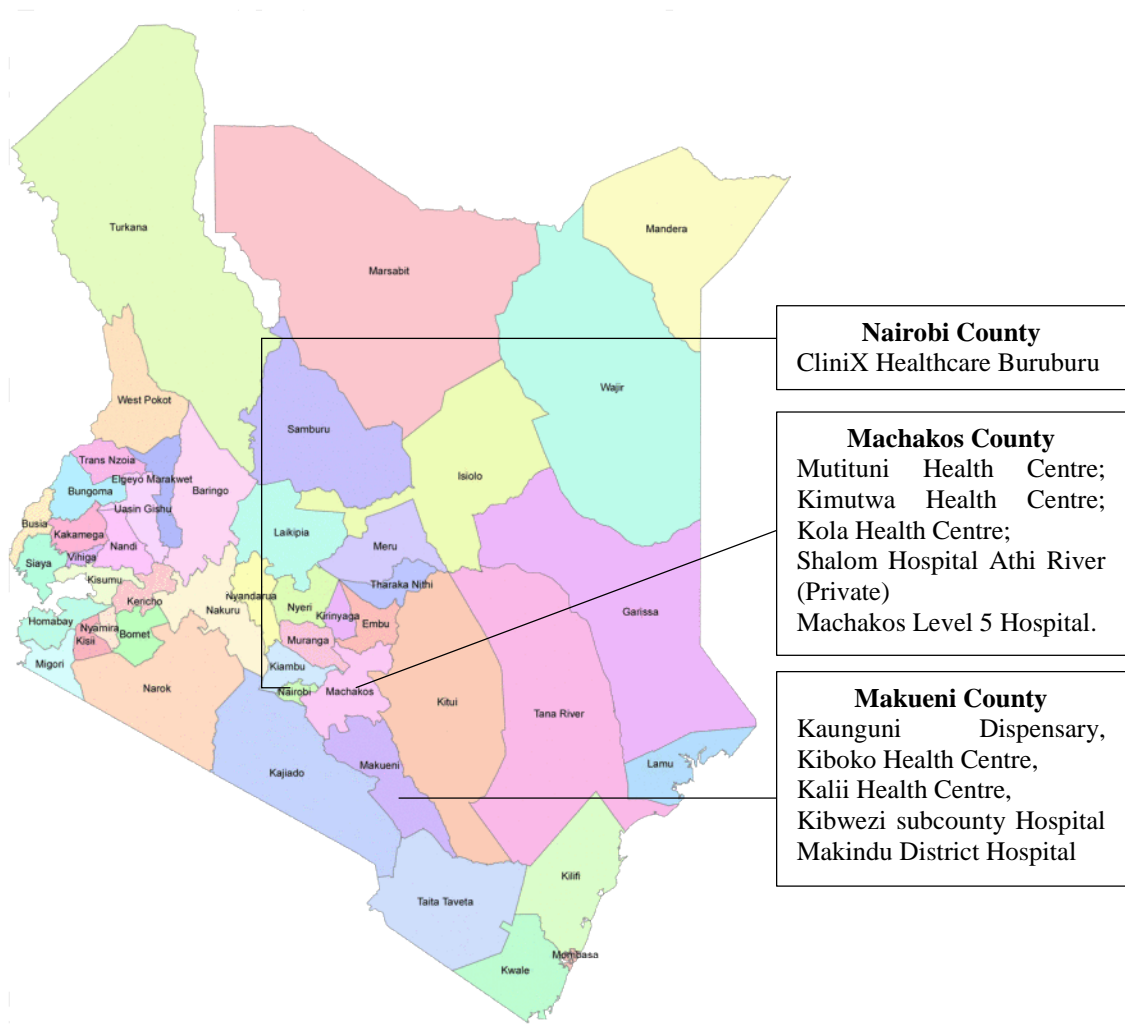 Turkana
Mandera
Marsabit
Nairobi County
CliniX Healthcare Buruburu
Wajir
West Pokot
Samburu
Machakos County
Mutituni Health Centre;
Kimutwa Health Centre;
Kola Health Centre;
Shalom Hospital Athi River
(Private)
Machakos Level 5 Hospital.
Trans Nzoia
Isiolo
Elgeyo Marakwet
Bungoma
Baringo
Uasin Gishu
Busia
Kakamega
Laikipia
Nandi
Meru
Vihiga
Siaya
Kisumu
Tharaka Nithi
Nyandarua
Kericho
Nyeri
Nakuru
Kirinyaga
Garissa
Homabay
Embu
Nyamira
Bomet
Kisii
Muranga
Migori
Kiambu
Narok
Nairobi
Machakos
Kitui
Tana River
Makueni County
Kaunguni Dispensary,
Kiboko Health Centre,
Kalii Health Centre,
Kibwezi subcounty Hospital
Makindu District Hospital
Makueni
Lamu
Kajiado
Kilifi
Taita Taveta
Mombasa
Kwale